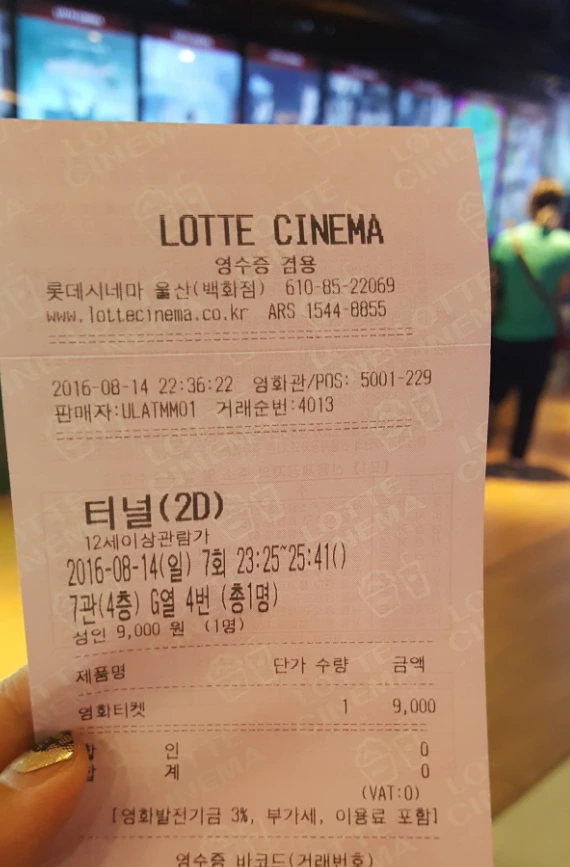 LOTTE CINEMA
영수증 겸용
롯데시네마 울산(백화점) 610-85-22069
www.lottecinema.co.kr ARS 1544-8855
2016-08-14 22:36:22 영화관/POS: 5001-229
판매자:ULATMM01 거래순번:4013
터널(2D)
12세이상관람가
2016-08-14(일) 7회 23:25~25:41()
7관(4층) G열 4번 (총1명)
성인 9,000 원 (1명)
제품명 단가 수량 금액
영화티켓 1 9,000
인 0
계 0
(VAT:0)
[영화발전기금 3%, 부가세, 이용료 포함]
영수증 바코드(거래번호)